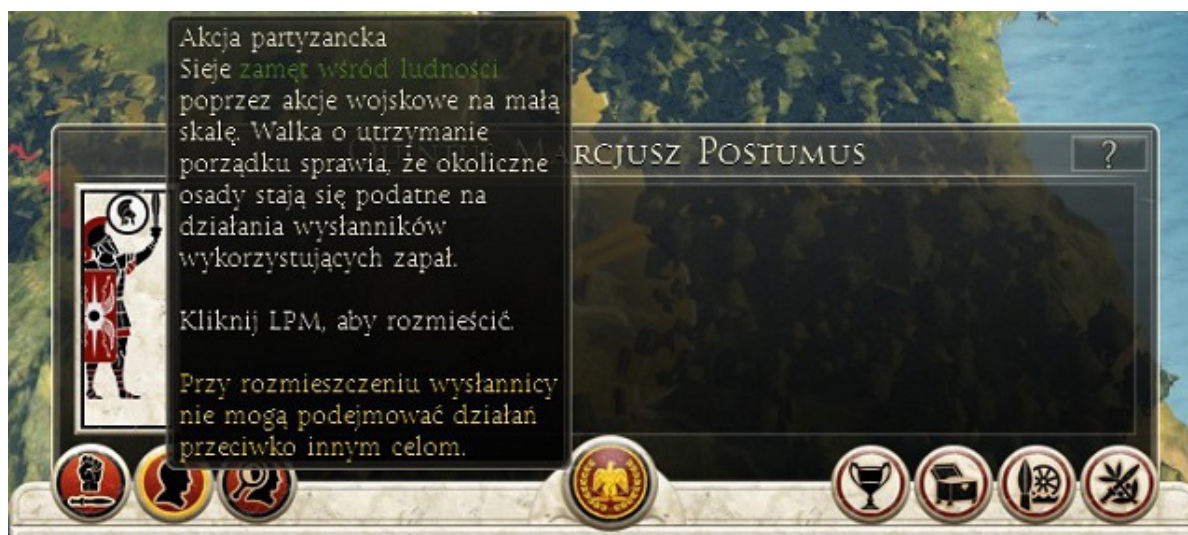 Akcja partyzancka
Sieje zamęt wśród ludności
poprzez akcje wojskowe na małą
skalę. Walka o utrzymanie
porządku sprawia, że okoliczne
osady stają się podatne na
działania wysłanników
wykorzystujących zapał.
Kliknij LPM, aby rozmieścić.
Przy rozmieszczeniu wysłannicy
nie mogą podejmować działań
przeciwko innym celom.
Marcjusz Postumus
?